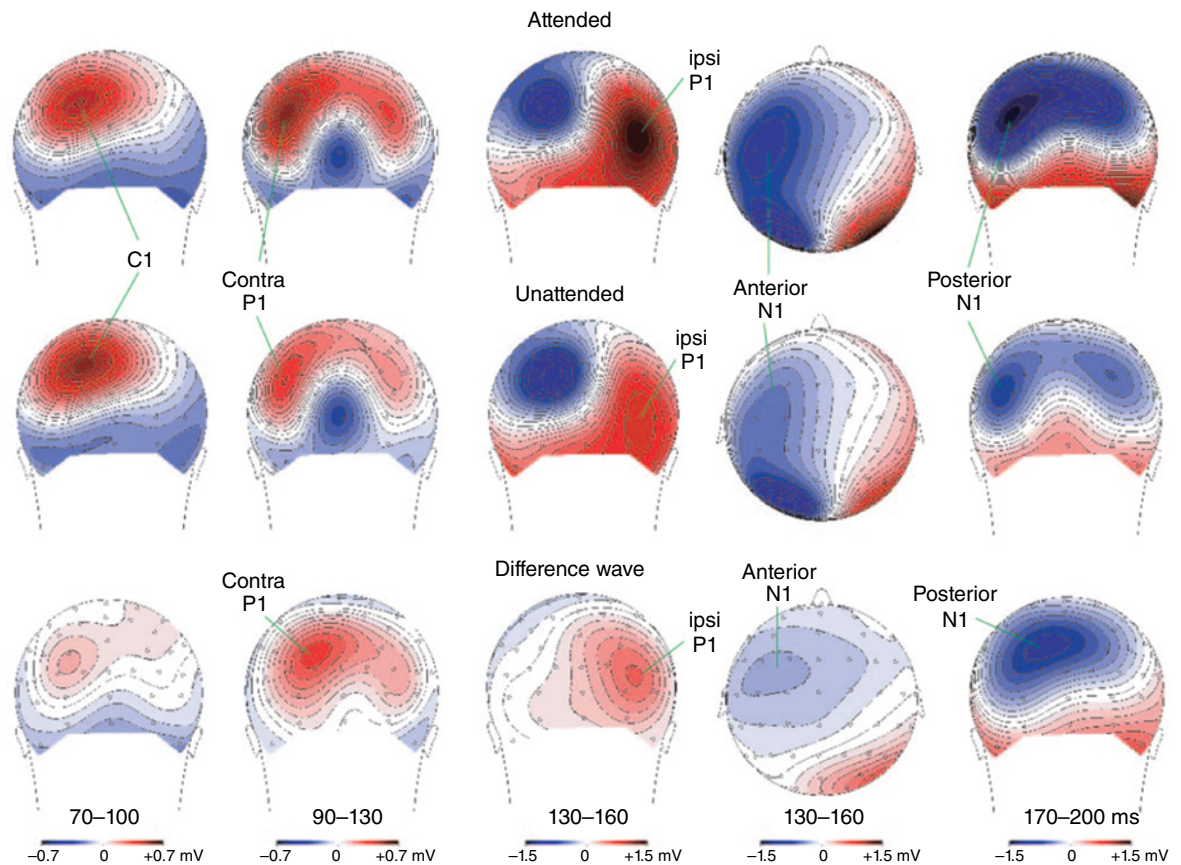 Attended
ipsi
P1
C1
Contra
P1
Anterior
N1
Posterior
N1
Unattended
ipsi
P1
Difference wave
Contra
P1
ipsi
P1
Anterior
N1
Posterior
N1
70–100
90–130
130–160
130–160
170–200 ms
–0.7 0 +0.7 mV
–0.7 0 +0.7 mV
–1.5 0 +1.5 mV
–1.5 0 +1.5 mV
–1.5 0 +1.5 mV